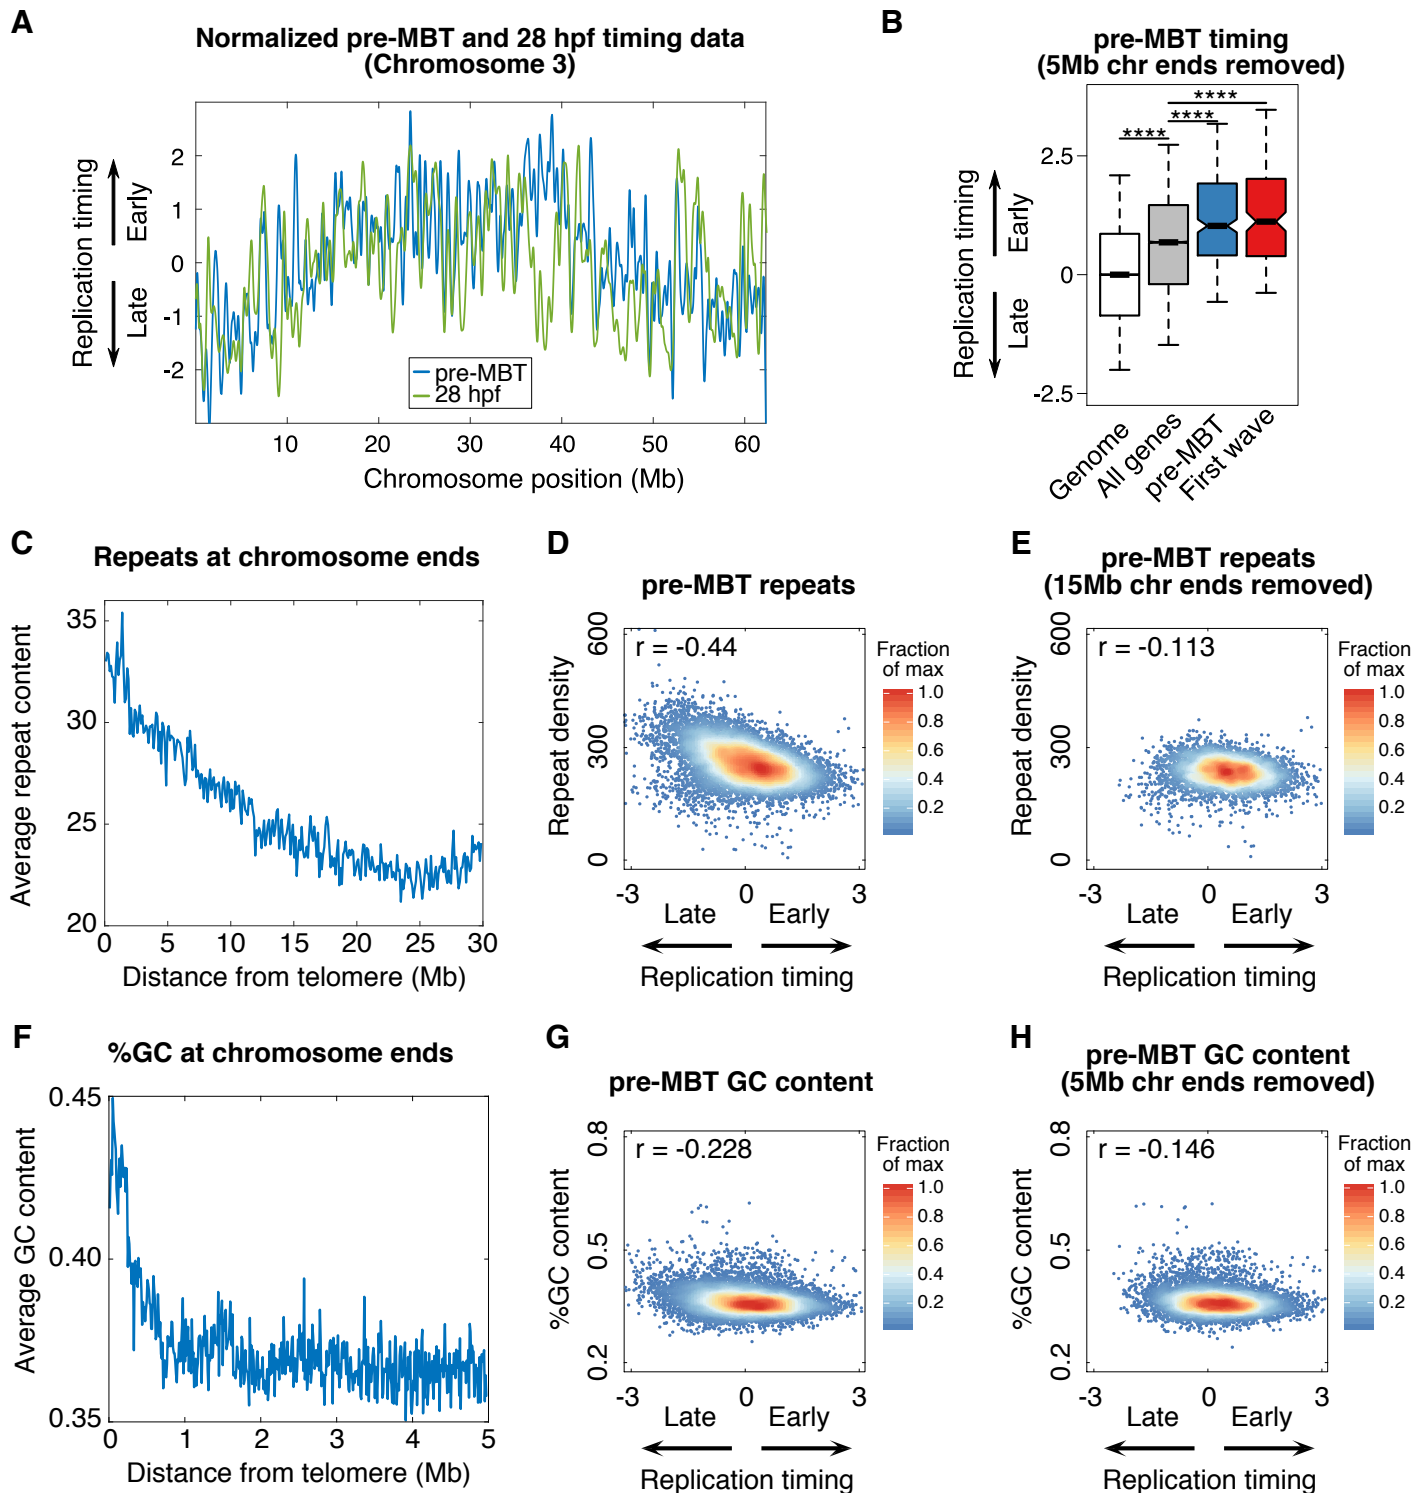 A
Normalized pre-MBT and 28 hpf timing data
(Chromosome 3)
Replication timing
Late Early
2
1
0
-1
-2
pre-MBT
28 hpf
10 20 30 40 50 60
Chromosome position (Mb)
B
pre-MBT timing
(5Mb chr ends removed)
Replication timing
Late Early
2.5
0
-2.5
****
**** ****
Genome
All genes
pre-MBT
First wave
C
Repeats at chromosome ends
Average repeat content
35
30
25
20
0 5 10 15 20 25 30
Distance from telomere (Mb)
D
pre-MBT repeats
r = -0.44
Repeat density
600
300
0
-3 0 3
Late Early
Replication timing
Fraction
of max
1.0
0.8
0.6
0.4
0.2
E
pre-MBT repeats
(15Mb chr ends removed)
r = -0.113
Repeat density
600
300
0
-3 0 3
Late Early
Replication timing
Fraction
of max
1.0
0.8
0.6
0.4
0.2
F
%GC at chromosome ends
Average GC content
0.45
0.40
0.35
0 1 2 3 4 5
Distance from telomere (Mb)
G
pre-MBT GC content
r = -0.228
%GC content
0.8
0.5
0.2
-3 0 3
Late Early
Replication timing
Fraction
of max
1.0
0.8
0.6
0.4
0.2
H
pre-MBT GC content
(5Mb chr ends removed)
r = -0.146
%GC content
0.8
0.5
0.2
-3 0 3
Late Early
Replication timing
Fraction
of max
1.0
0.8
0.6
0.4
0.2